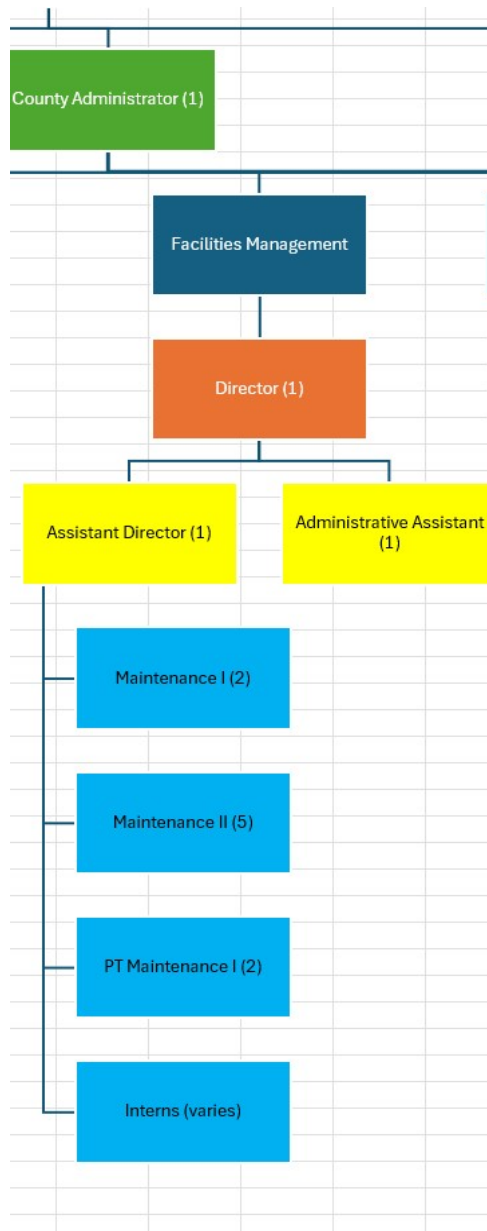 County Administrator (1)
Facilities Management
Director (1)
Assistant Director (1)
Administrative Assistant
(1)
Maintenance I (2)
Maintenance II (5)
PT Maintenance I (2)
Interns (varies)